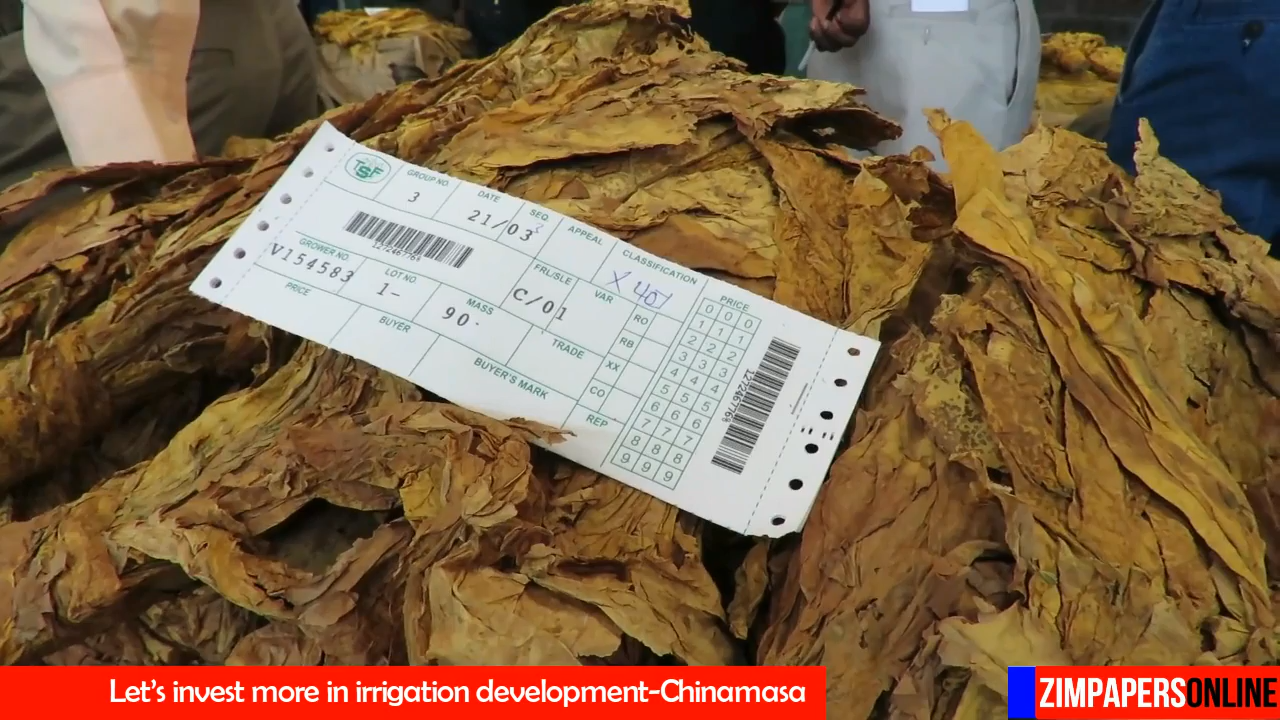 TSF
GROUP NO. DATE SEQ. APPEAL CLASSIFICATION PRICE
3 21/03
1272467768
GROWER NO. LOT NO MASS FRL/SLE VAR
V154583 1- 90 C/01
PRICE BUYER BUYER'S MARK TRADE
RO
RB
XX
CO
REP
0 0 0
1 1 1
2 2 2
3 3 3
4 4 4
5 5 5
6 6 6
7 7 7
8 8 8
9 9 9
1272467768
Let's invest more in irrigation development-Chinamasa
ZIMPAPERSONLINE